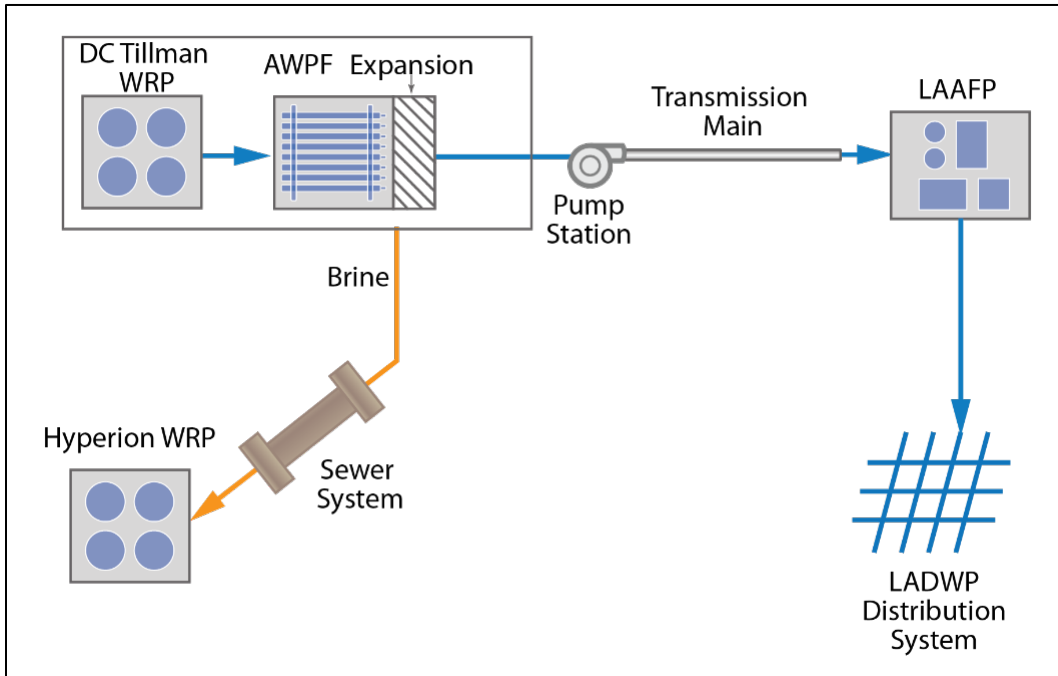 DC Tillman
WRP
AWPF
Expansion
Transmission
Main
LAAFP
Pump
Station
Brine
Hyperion WRP
Sewer
System
LADWP
Distribution
System